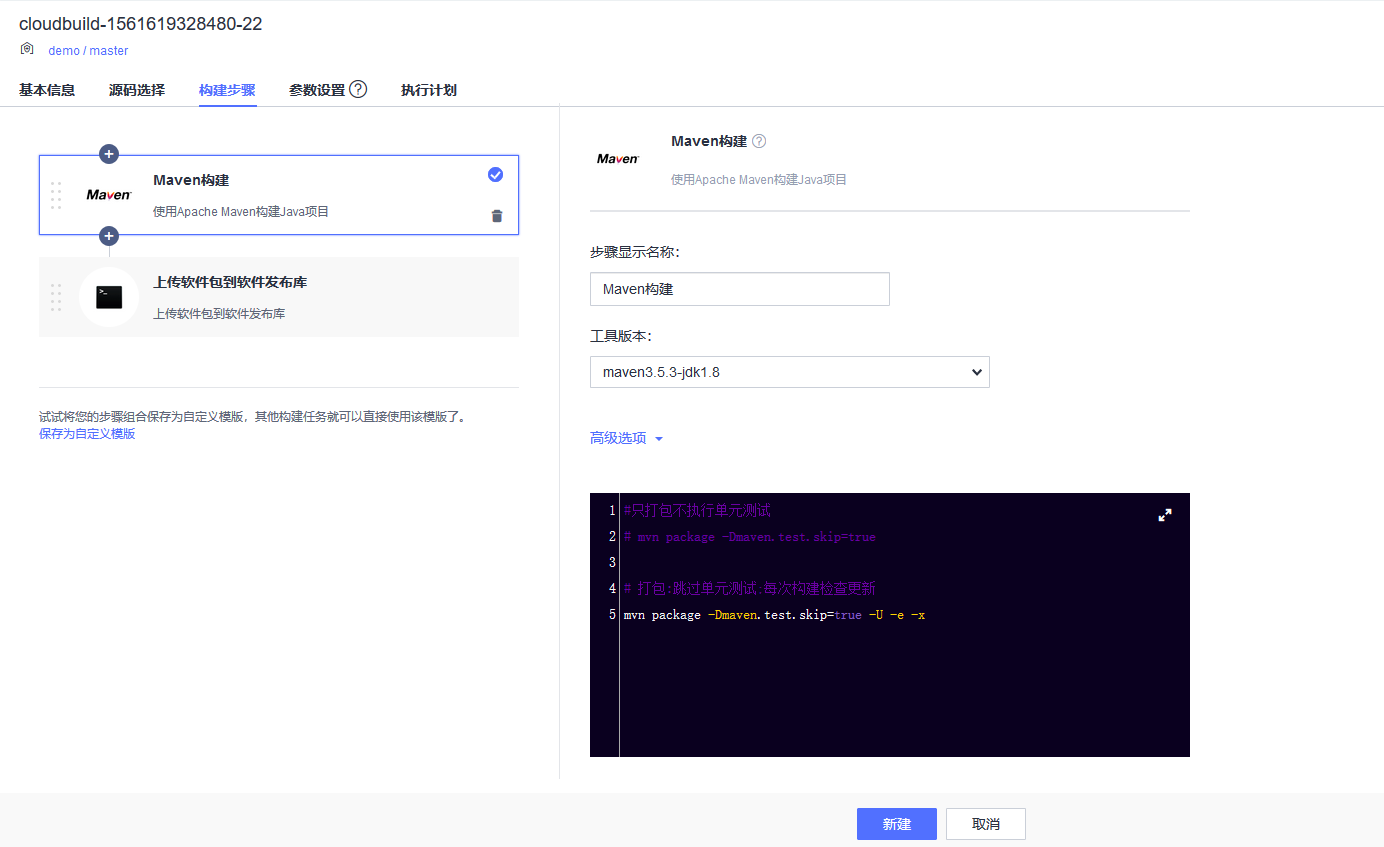 cloudbuild-1561619328480-22
demo / master
基本信息 源码选择 构建步骤 参数设置 ? 执行计划
Maven
Maven构建
使用Apache Maven构建Java项目
上传软件包到软件发布库
上传软件包到软件发布库
试试将您的步骤组合保存为自定义模版，其他构建任务就可以直接使用该模版了。
保存为自定义模版
Maven
Maven构建 ?
使用Apache Maven构建Java项目
步骤显示名称：
Maven构建
工具版本：
maven3.5.3-jdk1.8
高级选项
1 #只打包不执行单元测试
2 # mvn package -Dmaven.test.skip=true
3
4 # 打包;跳过单元测试;每次构建检查更新
5 mvn package -Dmaven.test.skip=true -U -e -x
新建 取消